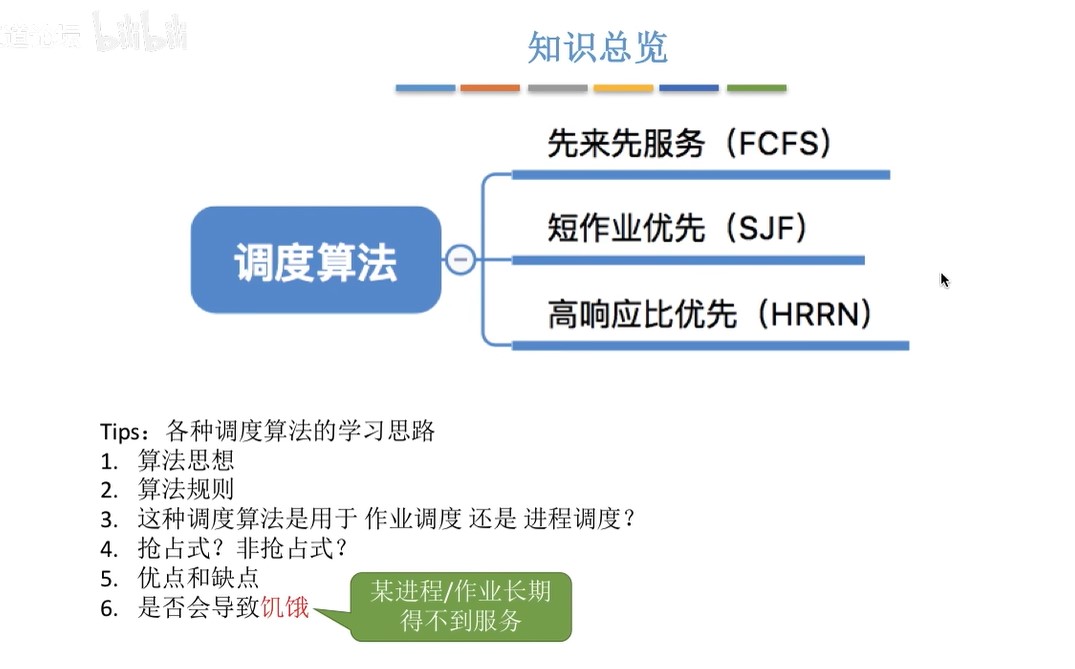 bilibili
知识总览
先来先服务（FCFS）
短作业优先（SJF）
调度算法
高响应比优先（HRRN）
Tips：各种调度算法的学习思路
1. 算法思想
2. 算法规则
3. 这种调度算法是用于 作业调度 还是 进程调度？
4. 抢占式？非抢占式？
5. 优点和缺点
6. 是否会导致饥饿
某进程/作业长期
得不到服务